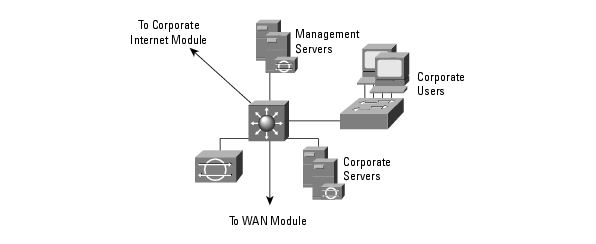 To Corporate
Internet Module
Management
Servers
Corporate
Users
Corporate
Servers
To WAN Module